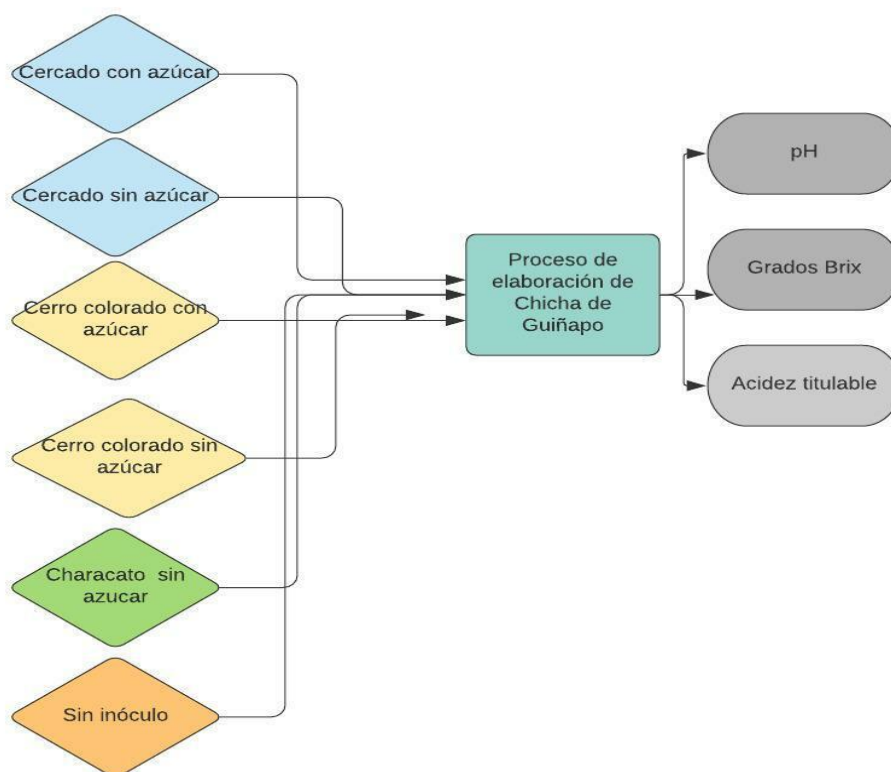 Cercado con azúcar
Cercado sin azúcar
Cerro colorado con
azúcar
Cerro colorado sin
azúcar
Characato  sin
azucar
Sin inóculo
Proceso de
elaboración de
Chicha de
Guiñapo
pH
Grados Brix
Acidez titulable